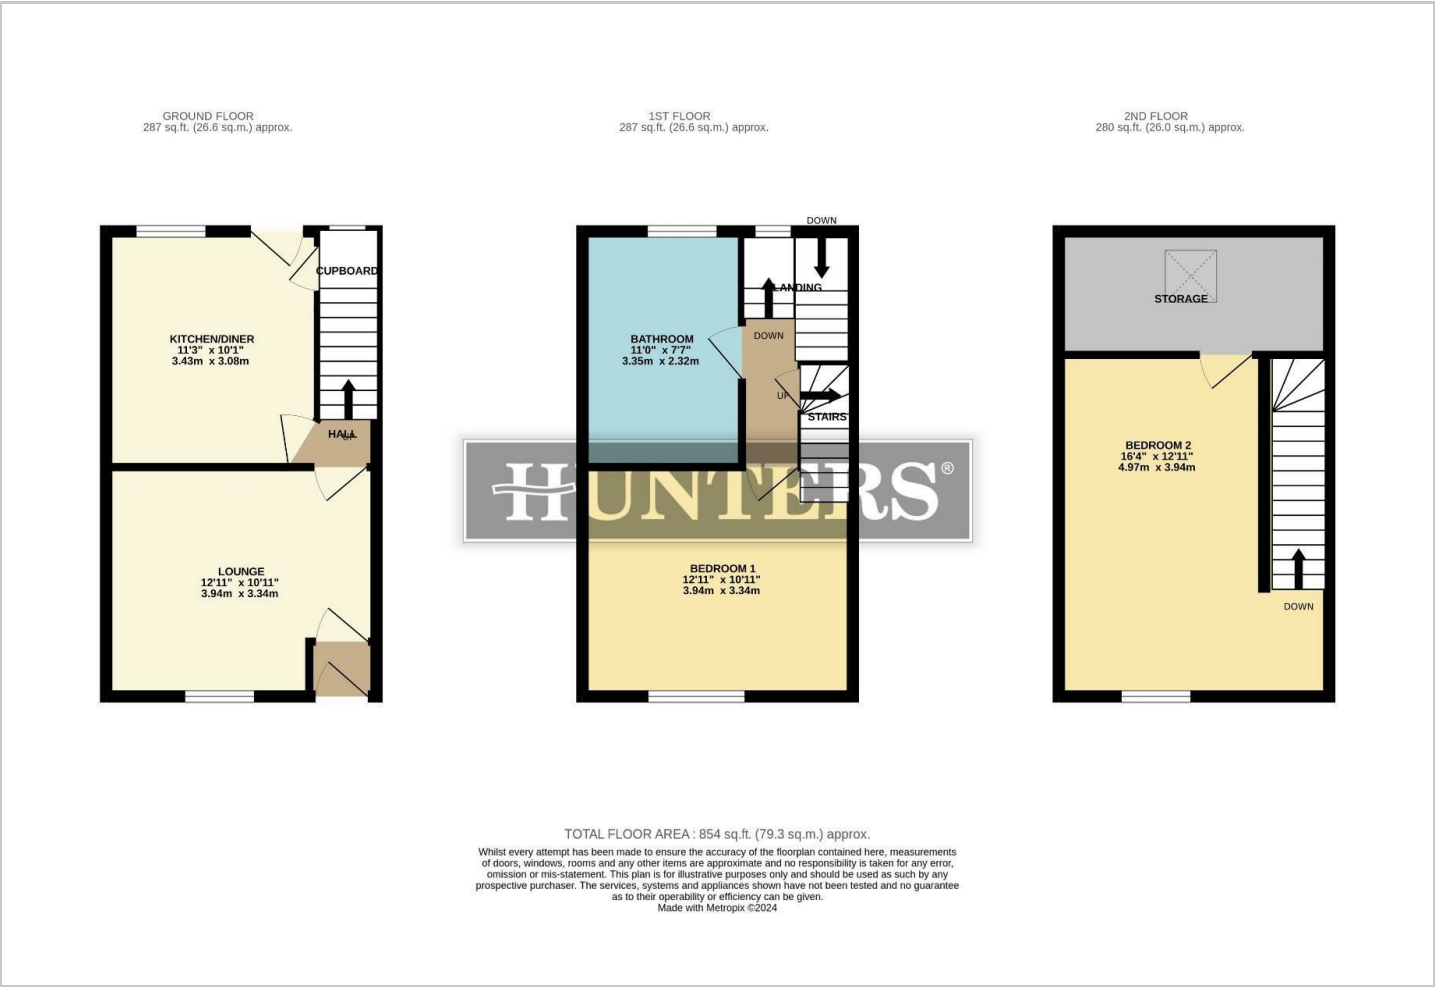 GROUND FLOOR
287 sq.ft. (26.6 sq.m.) approx.
1ST FLOOR
287 sq.ft. (26.6 sq.m.) approx.
2ND FLOOR
280 sq.ft. (26.0 sq.m.) approx.
CUPBOARD
KITCHEN/DINER
11'3" x 10'1"
3.43m x 3.08m
HALL
UP
LOUNGE
12'11" x 10'11"
3.94m x 3.34m
DOWN
LANDING
BATHROOM
11'0" x 7'7"
3.35m x 2.32m
DOWN
UP
STAIRS
HUNTERS®
BEDROOM 1
12'11" x 10'11"
3.94m x 3.34m
STORAGE
BEDROOM 2
16'4" x 12'11"
4.97m x 3.94m
DOWN
TOTAL FLOOR AREA : 854 sq.ft. (79.3 sq.m.) approx.
Whilst every attempt has been made to ensure the accuracy of the floorplan contained here, measurements
of doors, windows, rooms and any other items are approximate and no responsibility is taken for any error,
omission or mis-statement. This plan is for illustrative purposes only and should be used as such by any
prospective purchaser. The services, systems and appliances shown have not been tested and no guarantee
as to their operability or efficiency can be given.
Made with Metropix ©2024